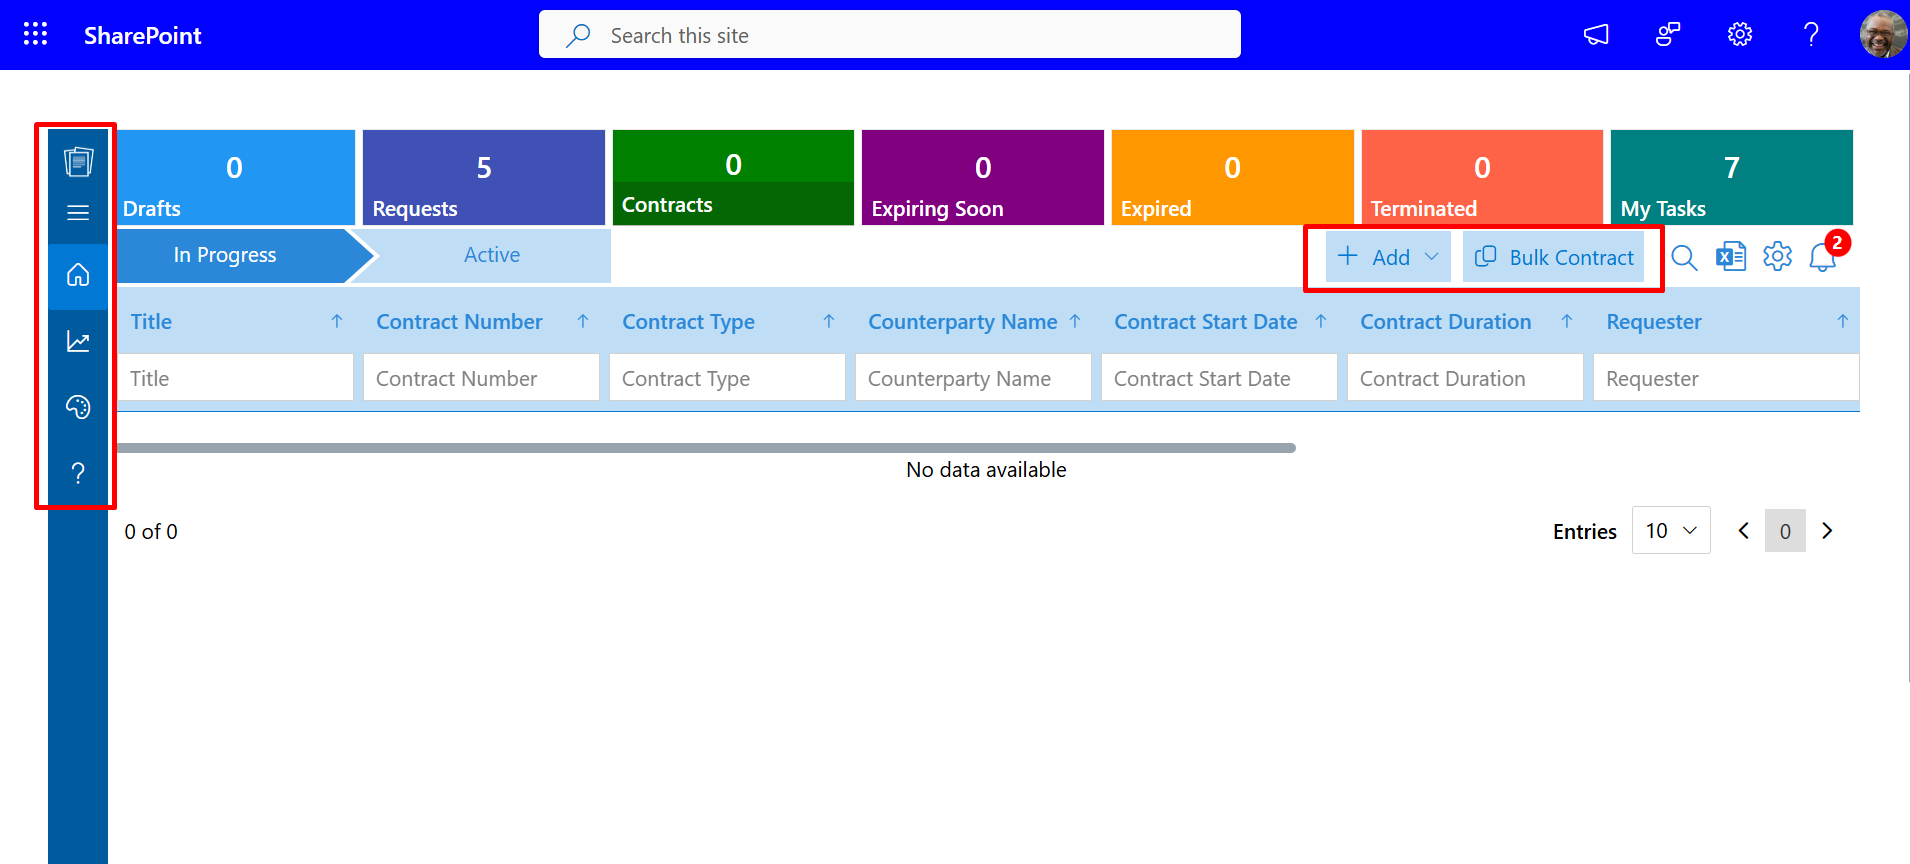 SharePoint
Search this site
0
Drafts
5
Requests
0
Contracts
0
Expiring Soon
0
Expired
0
Terminated
7
My Tasks
In Progress
Active
Add
Bulk Contract
2
Title
Contract Number
Contract Type
Counterparty Name
Contract Start Date
Contract Duration
Requester
Title
Contract Number
Contract Type
Counterparty Name
Contract Start Date
Contract Duration
Requester
No data available
0 of 0
Entries
10
0